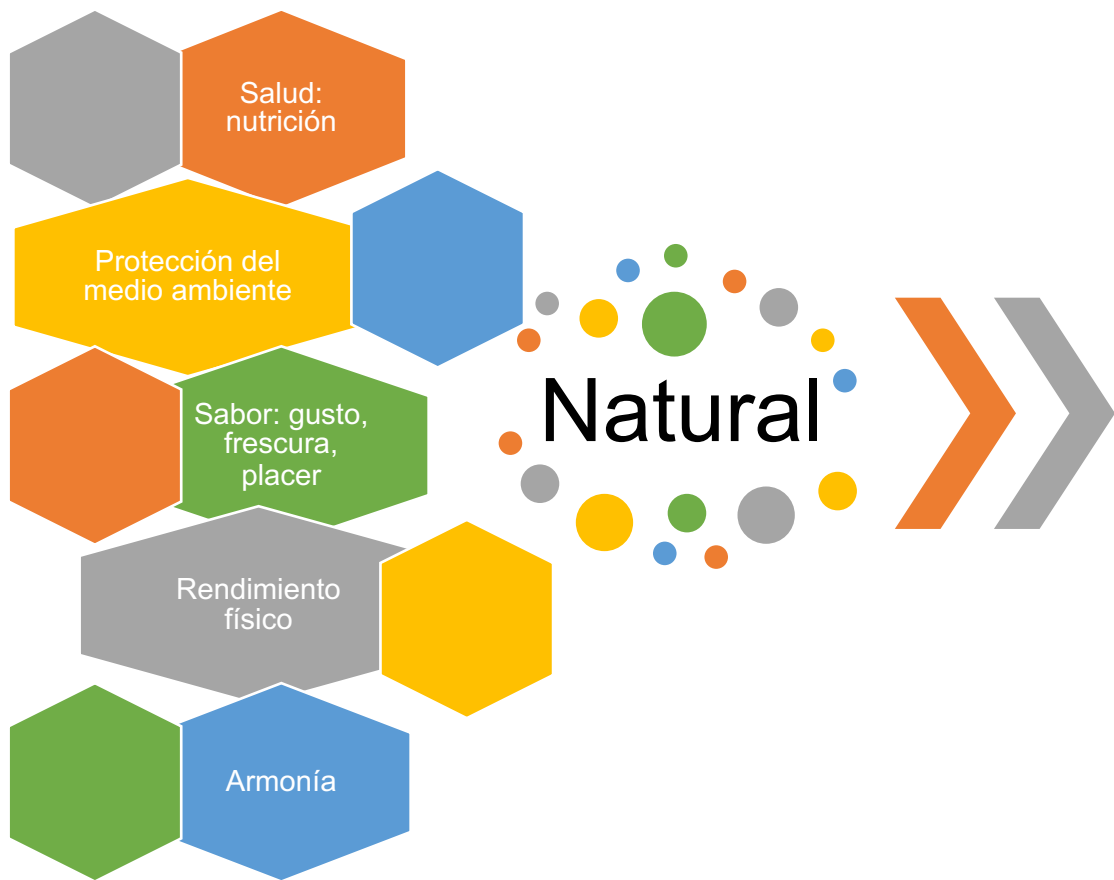 Salud:
nutrición
Protección del
medio ambiente
Sabor: gusto,
frescura,
placer
Rendimiento
físico
Armonía
Natural